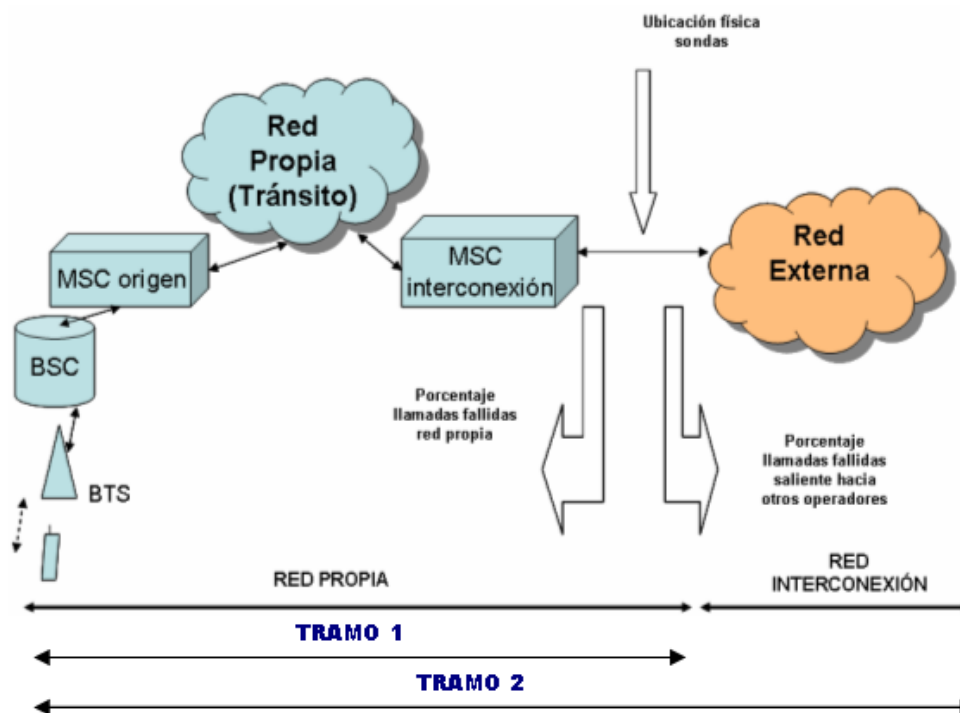 Ubicación física
sondas
Red
Propia
(Tránsito)
MSC origen
MSC
interconexión
Red
Externa
BSC
BTS
Porcentaje
llamadas fallidas
red propia
Porcentaje
llamadas fallidas
saliente hacia
otros operadores
RED PROPIA
RED
INTERCONEXIÓN
TRAMO 1
TRAMO 2